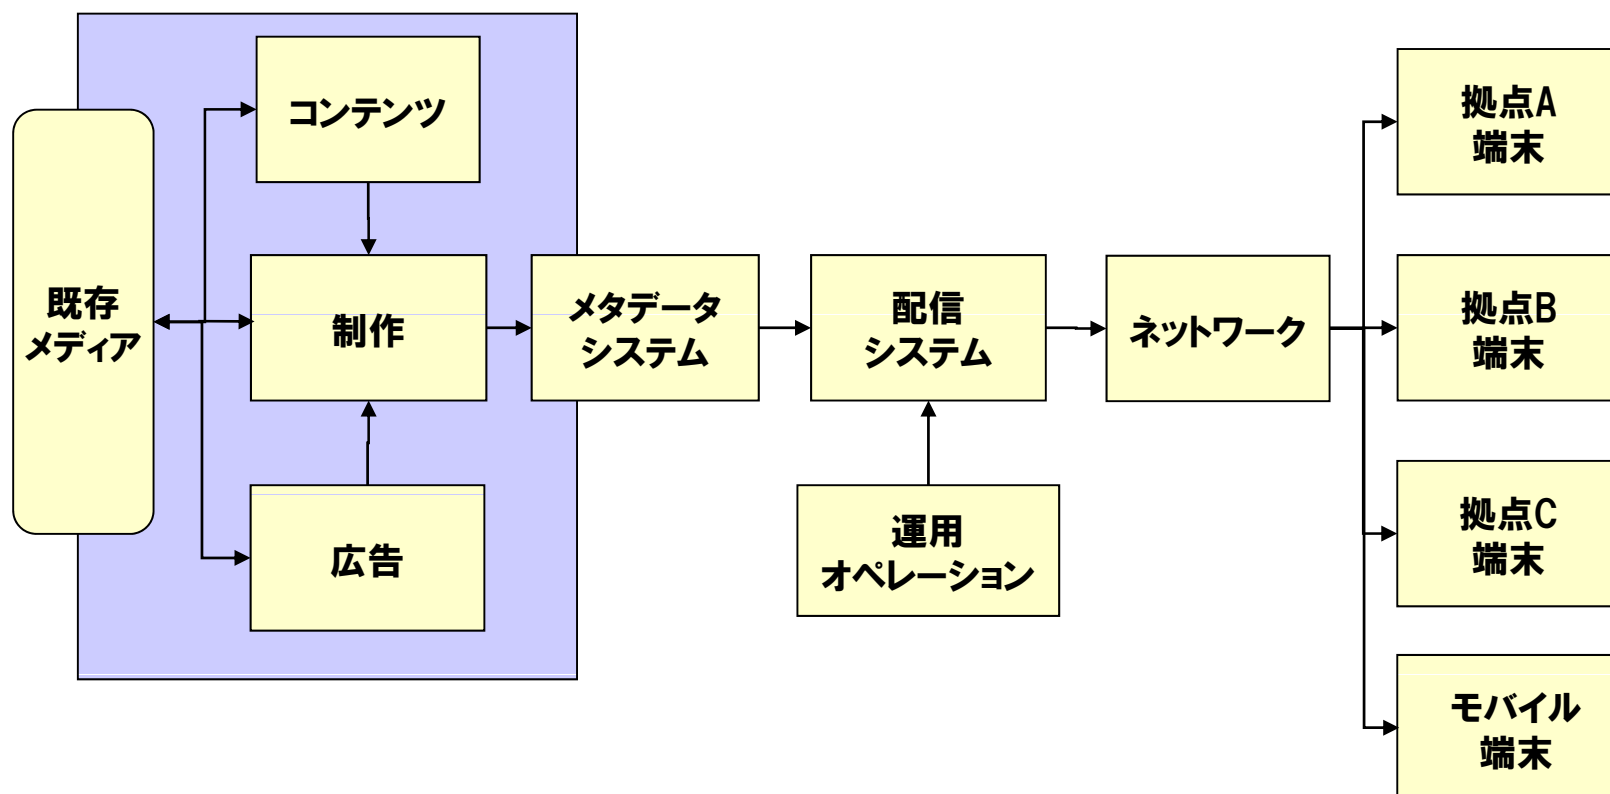 既存
メディア
コンテンツ
制作
広告
メタデータ
システム
配信
システム
運用
オペレーション
ネットワーク
拠点A
端末
拠点B
端末
拠点C
端末
モバイル
端末